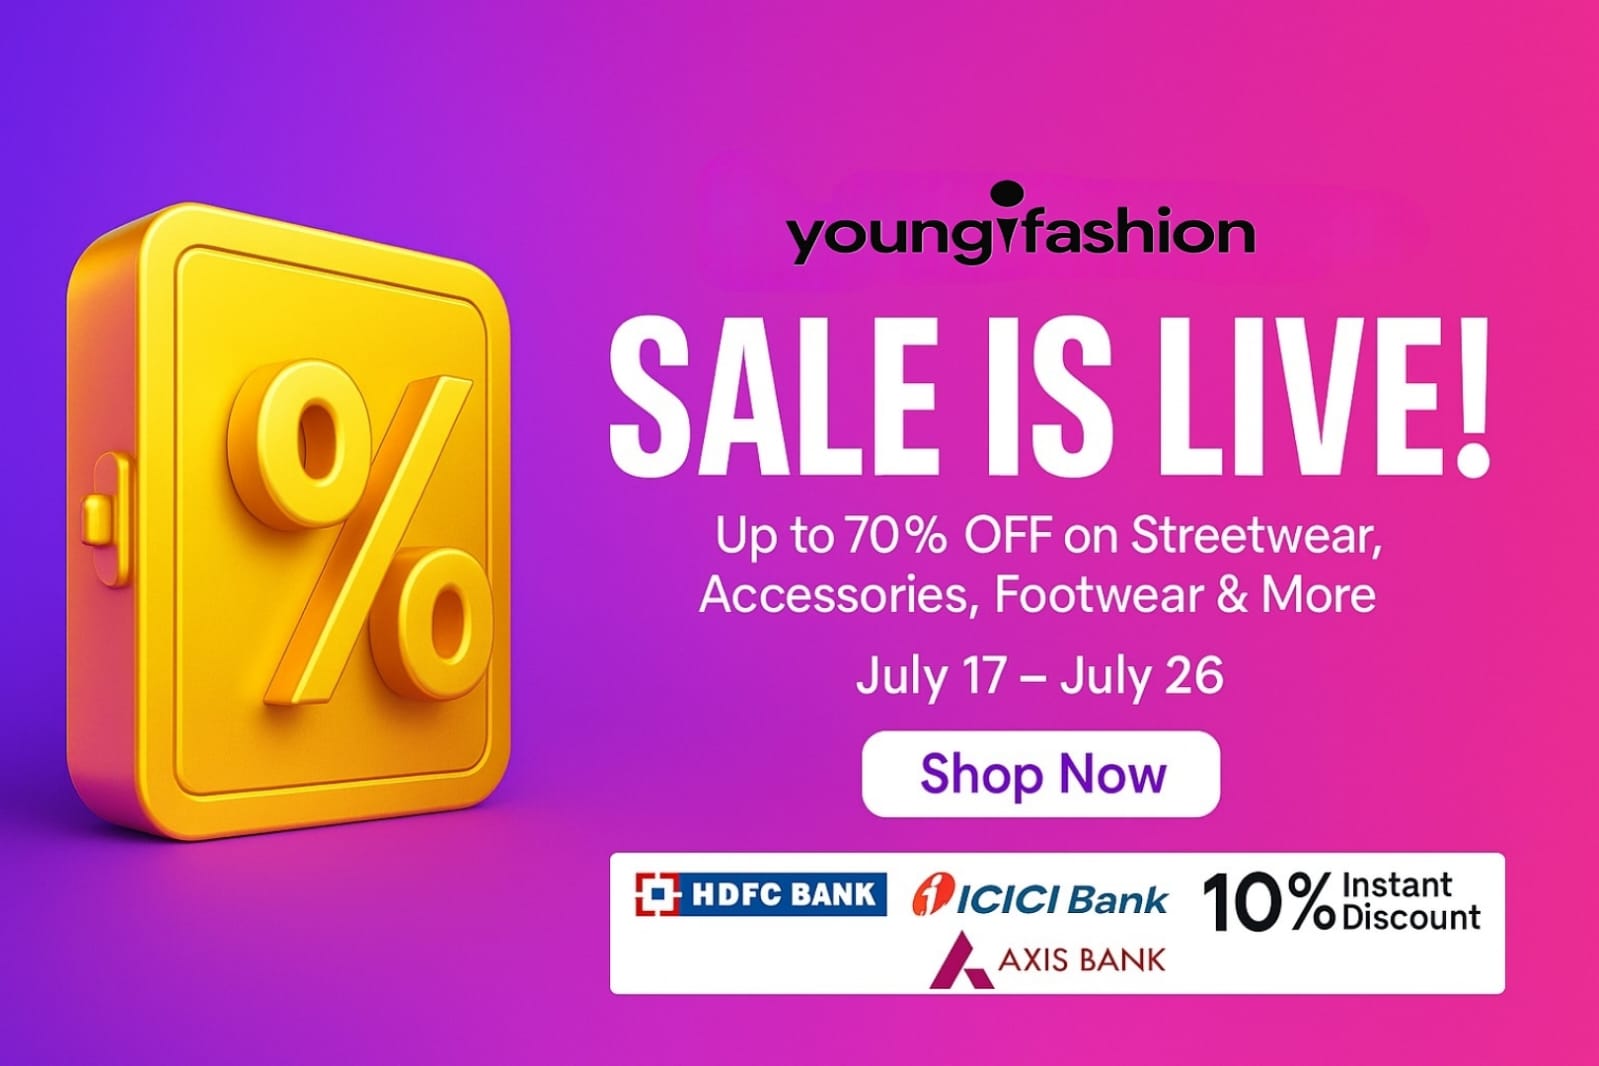 youngifashion
SALE IS LIVE!
Up to 70% OFF on Streetwear,
Accessories, Footwear & More
July 17 – July 26
Shop Now
HDFC BANK
ICICI Bank
AXIS BANK
10% Instant
Discount
%